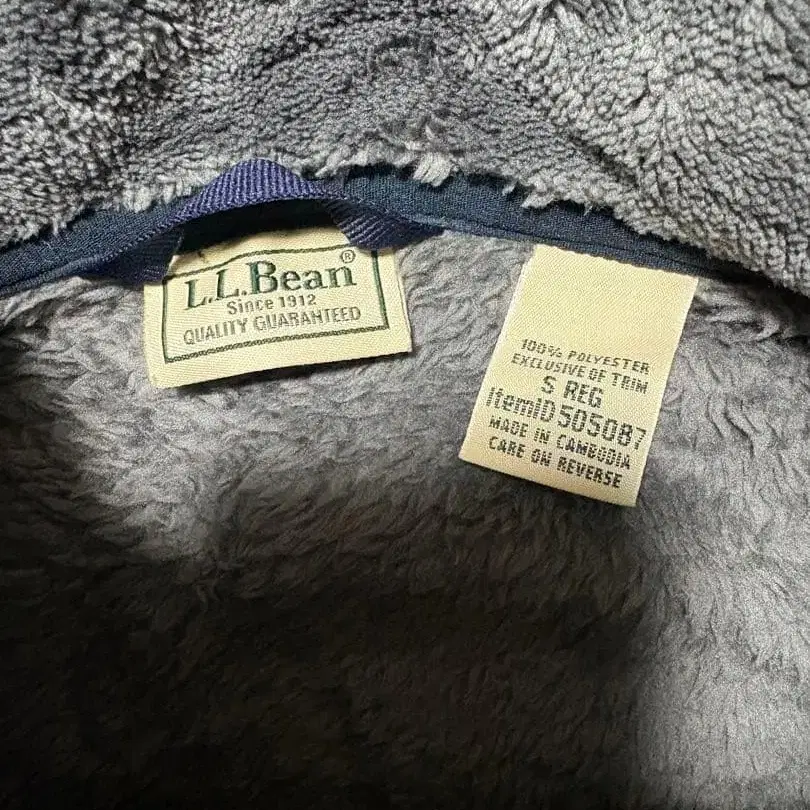 L.L.Bean®
Since 1912
QUALITY GUARANTEED
100% POLYESTER
EXCLUSIVE OF TRIM
S REG
ItemID 505087
MADE IN CAMBODIA
CARE ON REVERSE